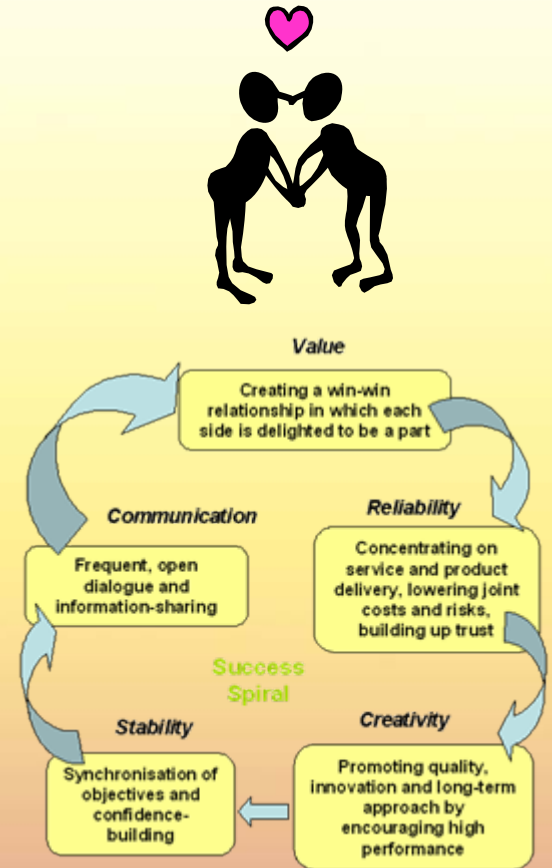 Value
Creating a win-win
relationship in which each
side is delighted to be a part
Reliability
Concentrating on
service and product
delivery, lowering joint
costs and risks,
building up trust
Creativity
Promoting quality,
innovation and long-term
approach by
encouraging high
performance
Stability
Synchronisation of
objectives and
confidence-
building
Communication
Frequent, open
dialogue and
information-sharing
Success
Spiral